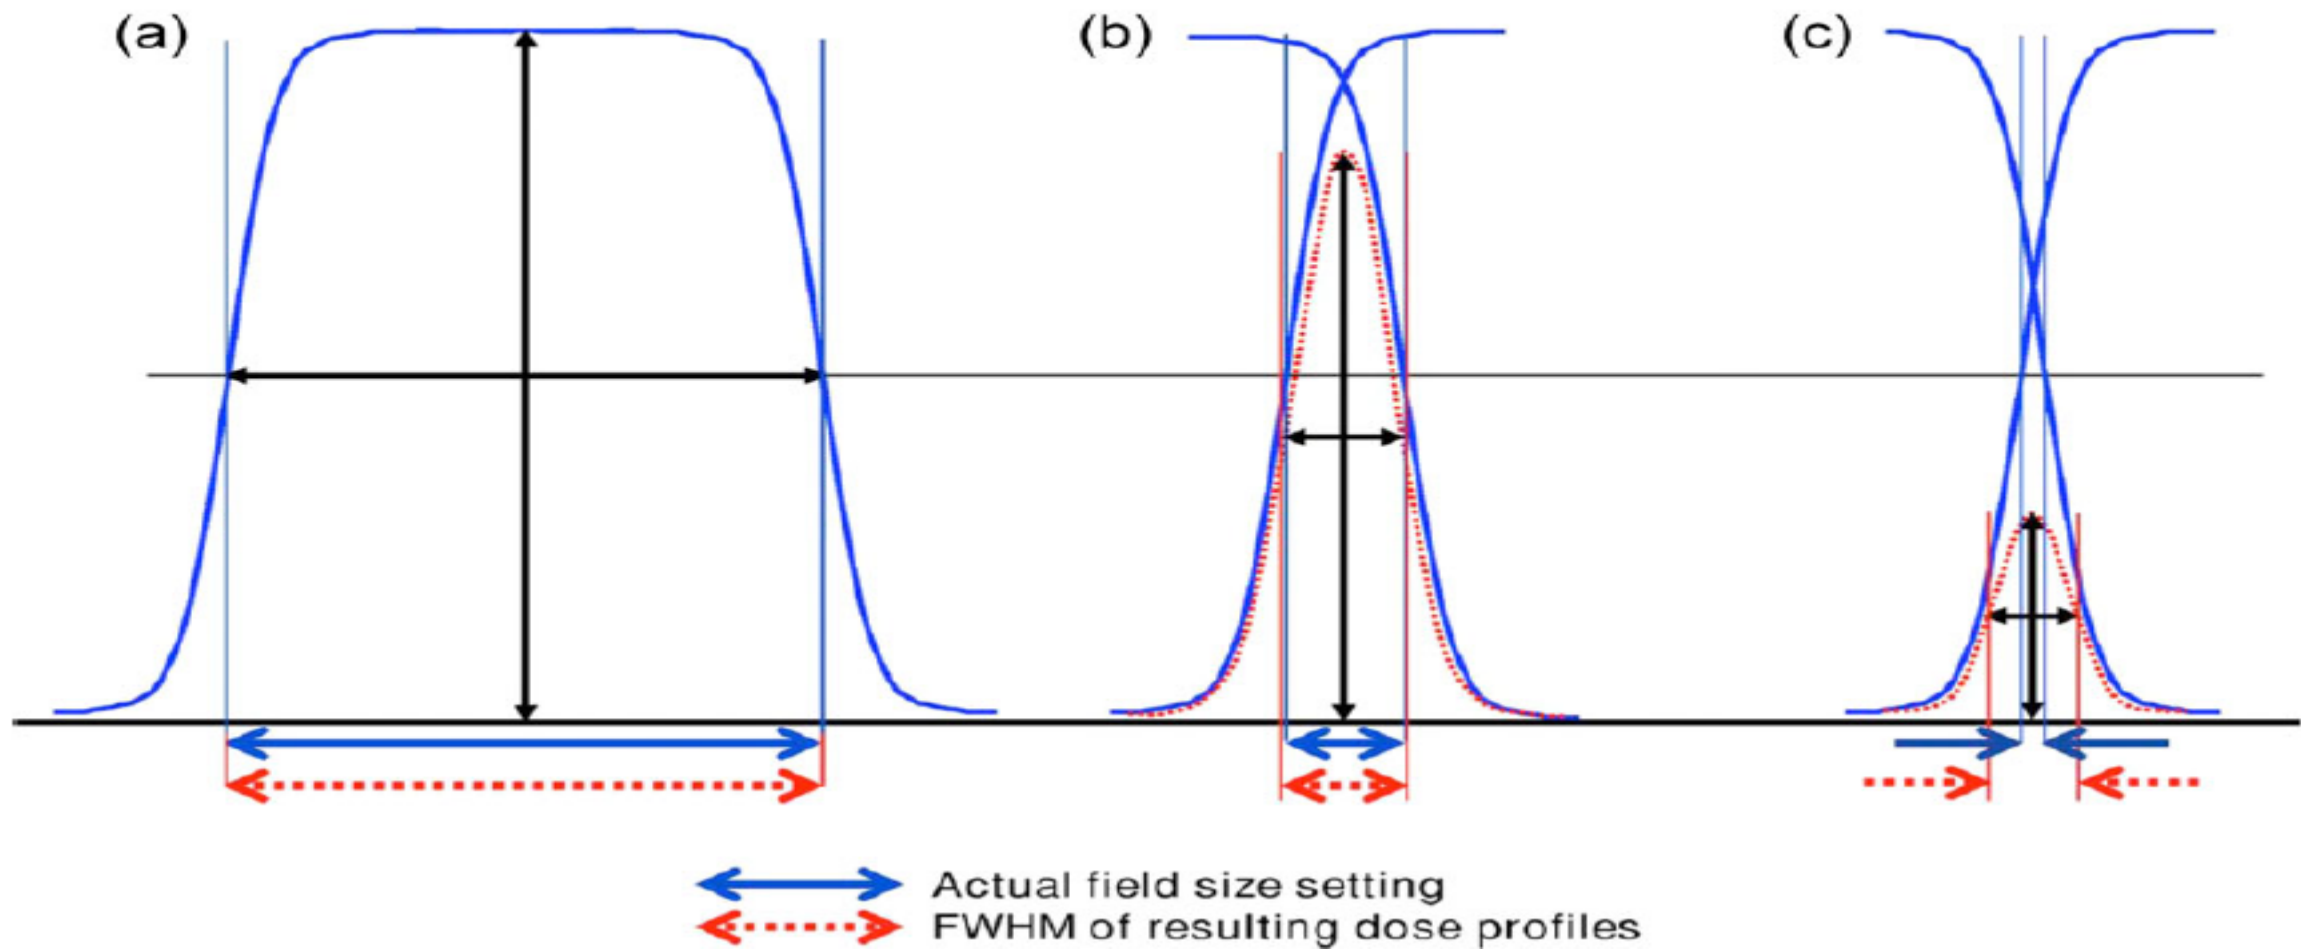 (a)
(b)
(c)
Actual field size setting
FWHM of resulting dose profiles